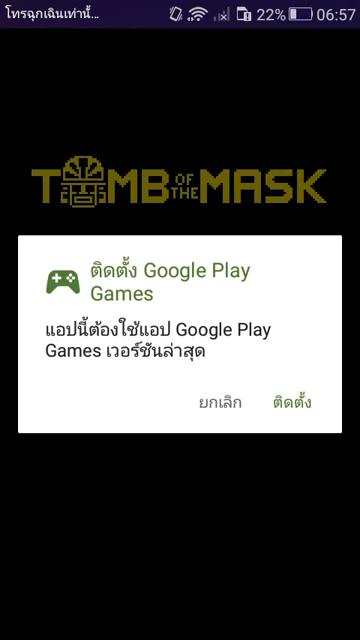 โทรฉุกเฉินเท่านั้... 22% 06:57
TOMB OF THE MASK
ติดตั้ง Google Play
Games
แอปนี้ต้องใช้แอป Google Play
Games เวอร์ชันล่าสุด
ยกเลิก ติดตั้ง